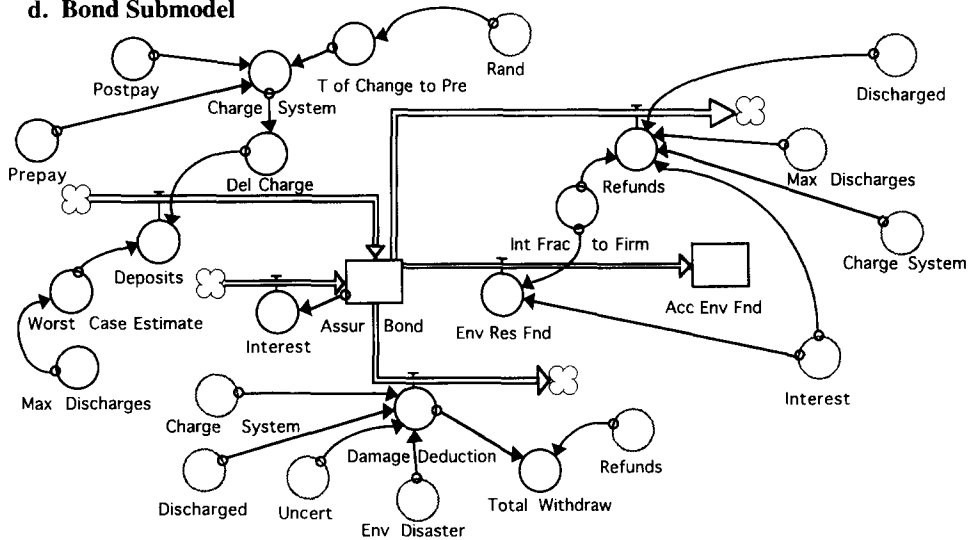 d. Bond Submodel
Postpay
T of Change to Pre
Rand
Charge System
Discharged
Prepay
Del Charge
Refunds
Max Discharges
Int Frac to Firm
Charge System
Deposits
Worst Case Estimate
Interest
Assur Bond
Env Res Fnd
Acc Env Fnd
Max Discharges
Interest
Charge System
Damage Deduction
Refunds
Discharged
Uncert
Env Disaster
Total Withdraw